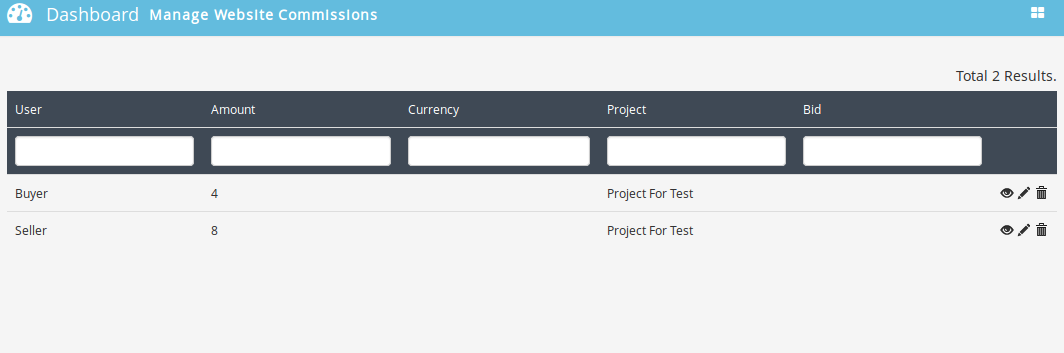 Dashboard Manage Website Commissions
Total 2 Results.
User Amount Currency Project Bid
Buyer 4 Project For Test
Seller 8 Project For Test